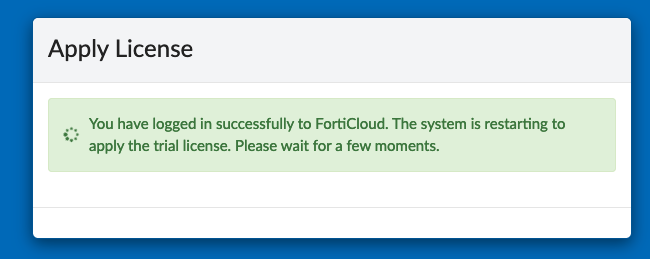 Apply License
You have logged in successfully to FortiCloud. The system is restarting to
apply the trial license. Please wait for a few moments.